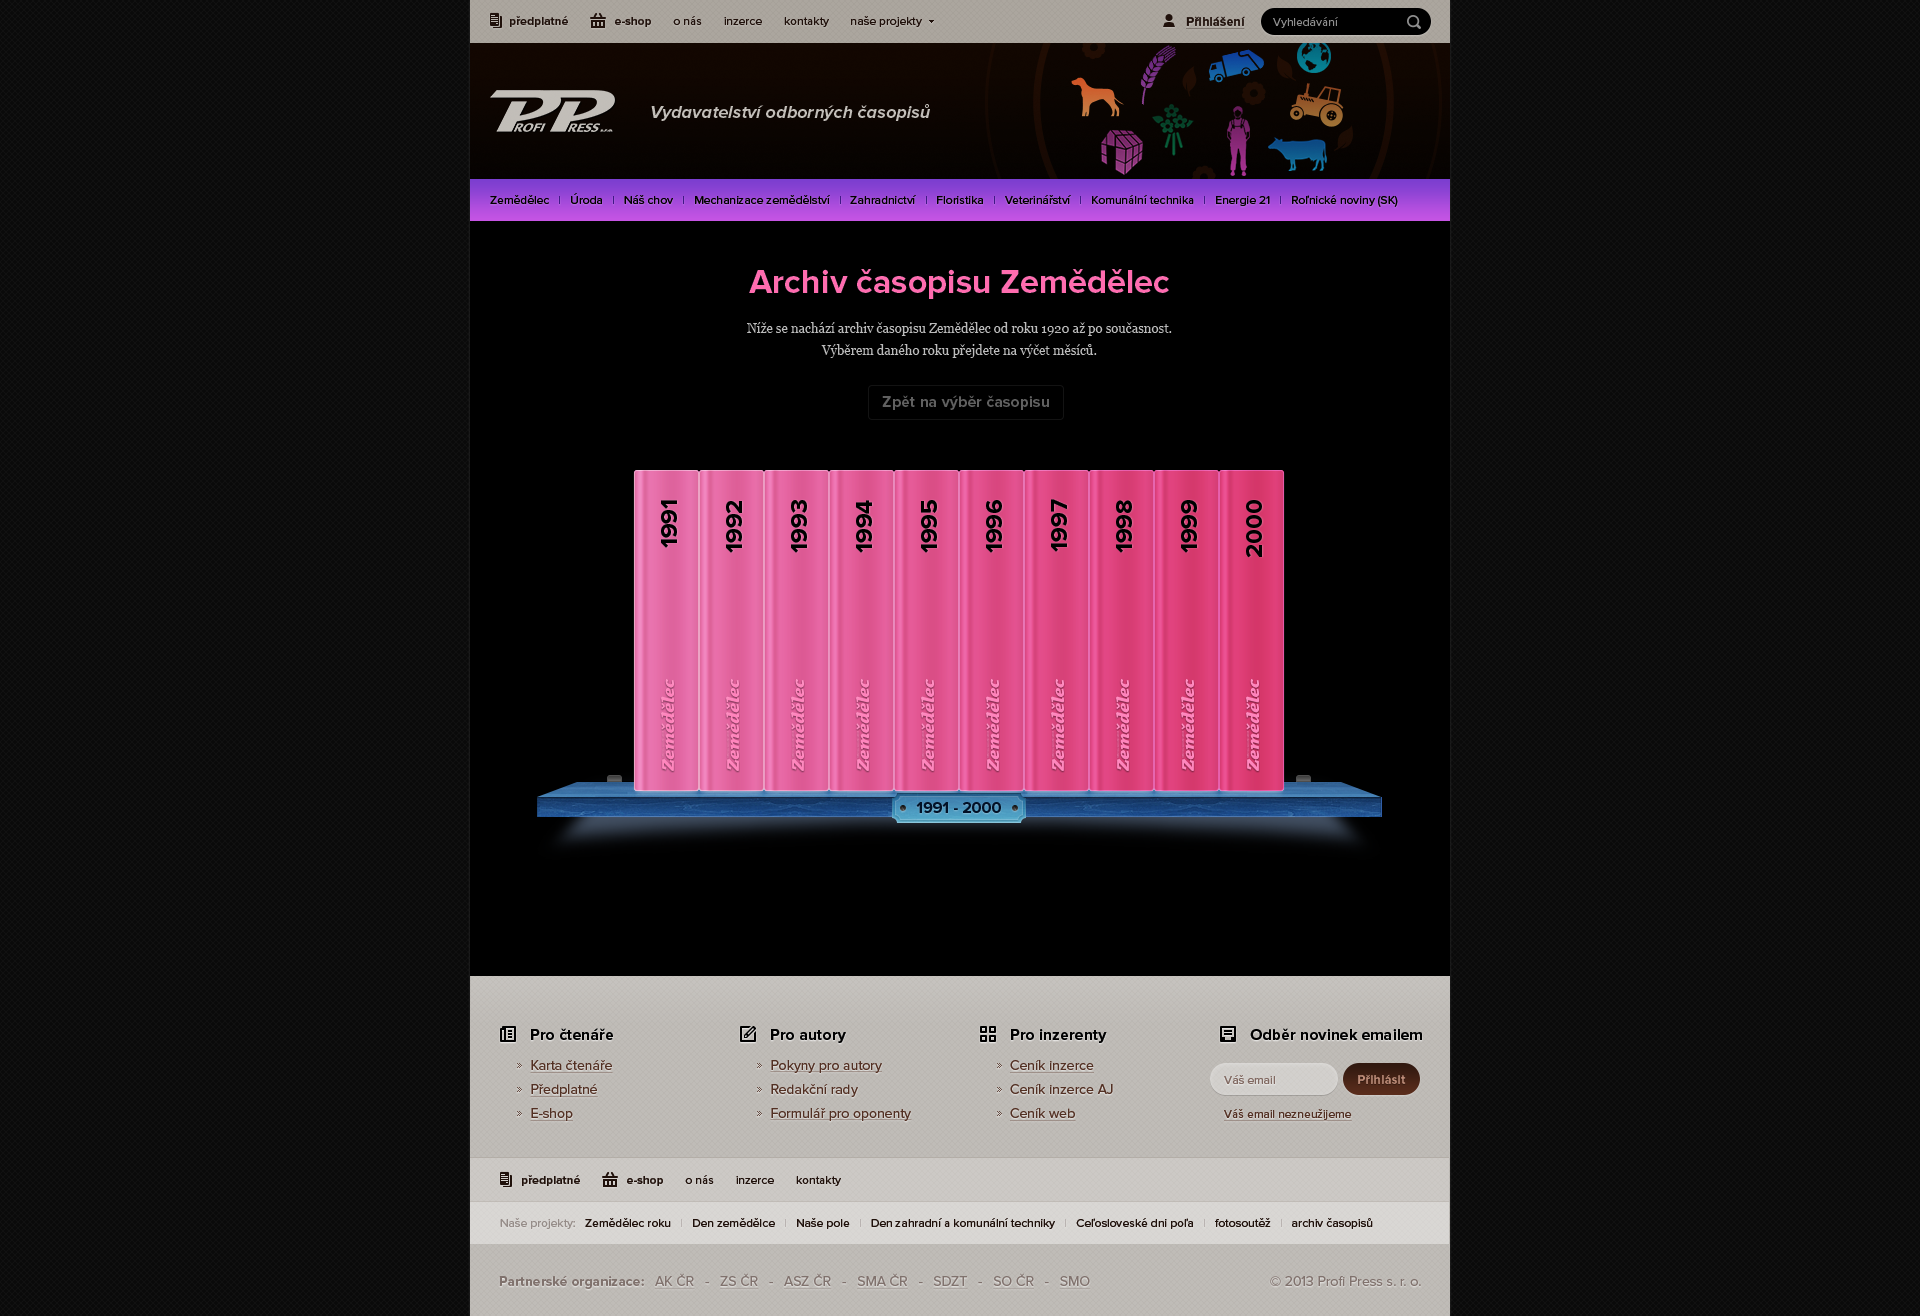 předplatné e-shop o nás inzerce kontakty naše projekty Přihlášení Vyhledávání
PROFI PRESS s.r.o. Vydavatelství odborných časopisů
Zemědělec Úroda Náš chov Mechanizace zemědělství Zahradnictví Floristika Veterinářství Komunální technika Energie 21 Roľnické noviny (SK)
Archiv časopisu Zemědělec
Níže se nachází archiv časopisu Zemědělec od roku 1920 až po současnost.
Výběrem daného roku přejdete na výčet měsíců.
Zpět na výběr časopisu
1991 1992 1993 1994 1995 1996 1997 1998 1999 2000
Zemědělec Zemědělec Zemědělec Zemědělec Zemědělec Zemědělec Zemědělec Zemědělec Zemědělec Zemědělec
1991 - 2000
Pro čtenáře
Karta čtenáře
Předplatné
E-shop
Pro autory
Pokyny pro autory
Redakční rady
Formulář pro oponenty
Pro inzerenty
Ceník inzerce
Ceník inzerce AJ
Ceník web
Odběr novinek emailem
Váš email Přihlásit
Váš email nezneužijeme
předplatné e-shop o nás inzerce kontakty
Naše projekty: Zemědělec roku Den zemědělce Naše pole Den zahradní a komunální techniky Celoslovenské dni poľa fotosoutěž archiv časopisů
Partnerské organizace: AK ČR - ZS ČR - ASZ ČR - SMA ČR - SDZT - SO ČR - SMO © 2013 Profi Press s. r. o.